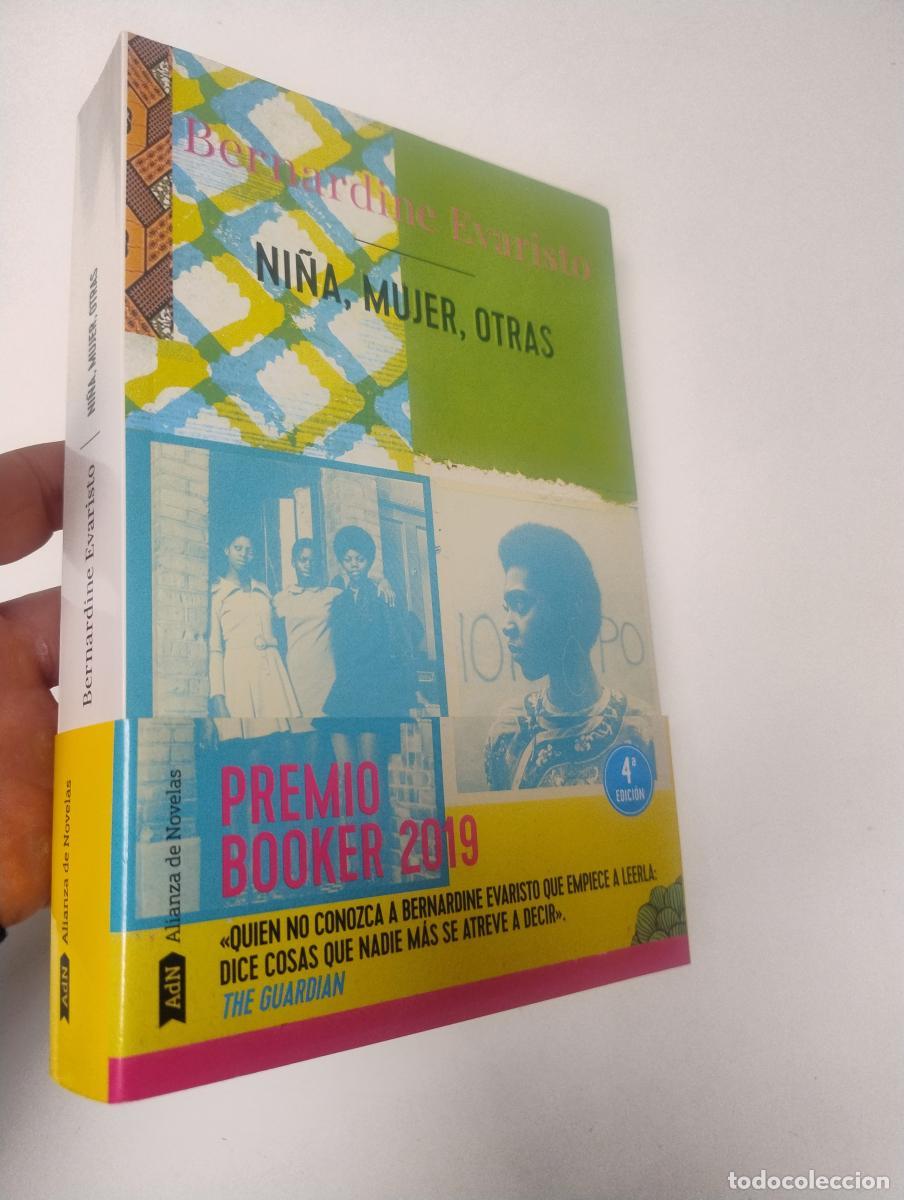 Bernardine Evaristo
NIÑA, MUJER, OTRAS
IO PO
PREMIO
BOOKER 2019
4ª
EDICIÓN
«QUIEN NO CONOZCA A BERNARDINE EVARISTO QUE EMPIECE A LEERLA:
DICE COSAS QUE NADIE MÁS SE ATREVE A DECIR».
THE GUARDIAN
AdN Alianza de Novelas
Bernardine Evaristo | NIÑA, MUJER, OTRAS
AdN Alianza de Novelas
todocoleccion